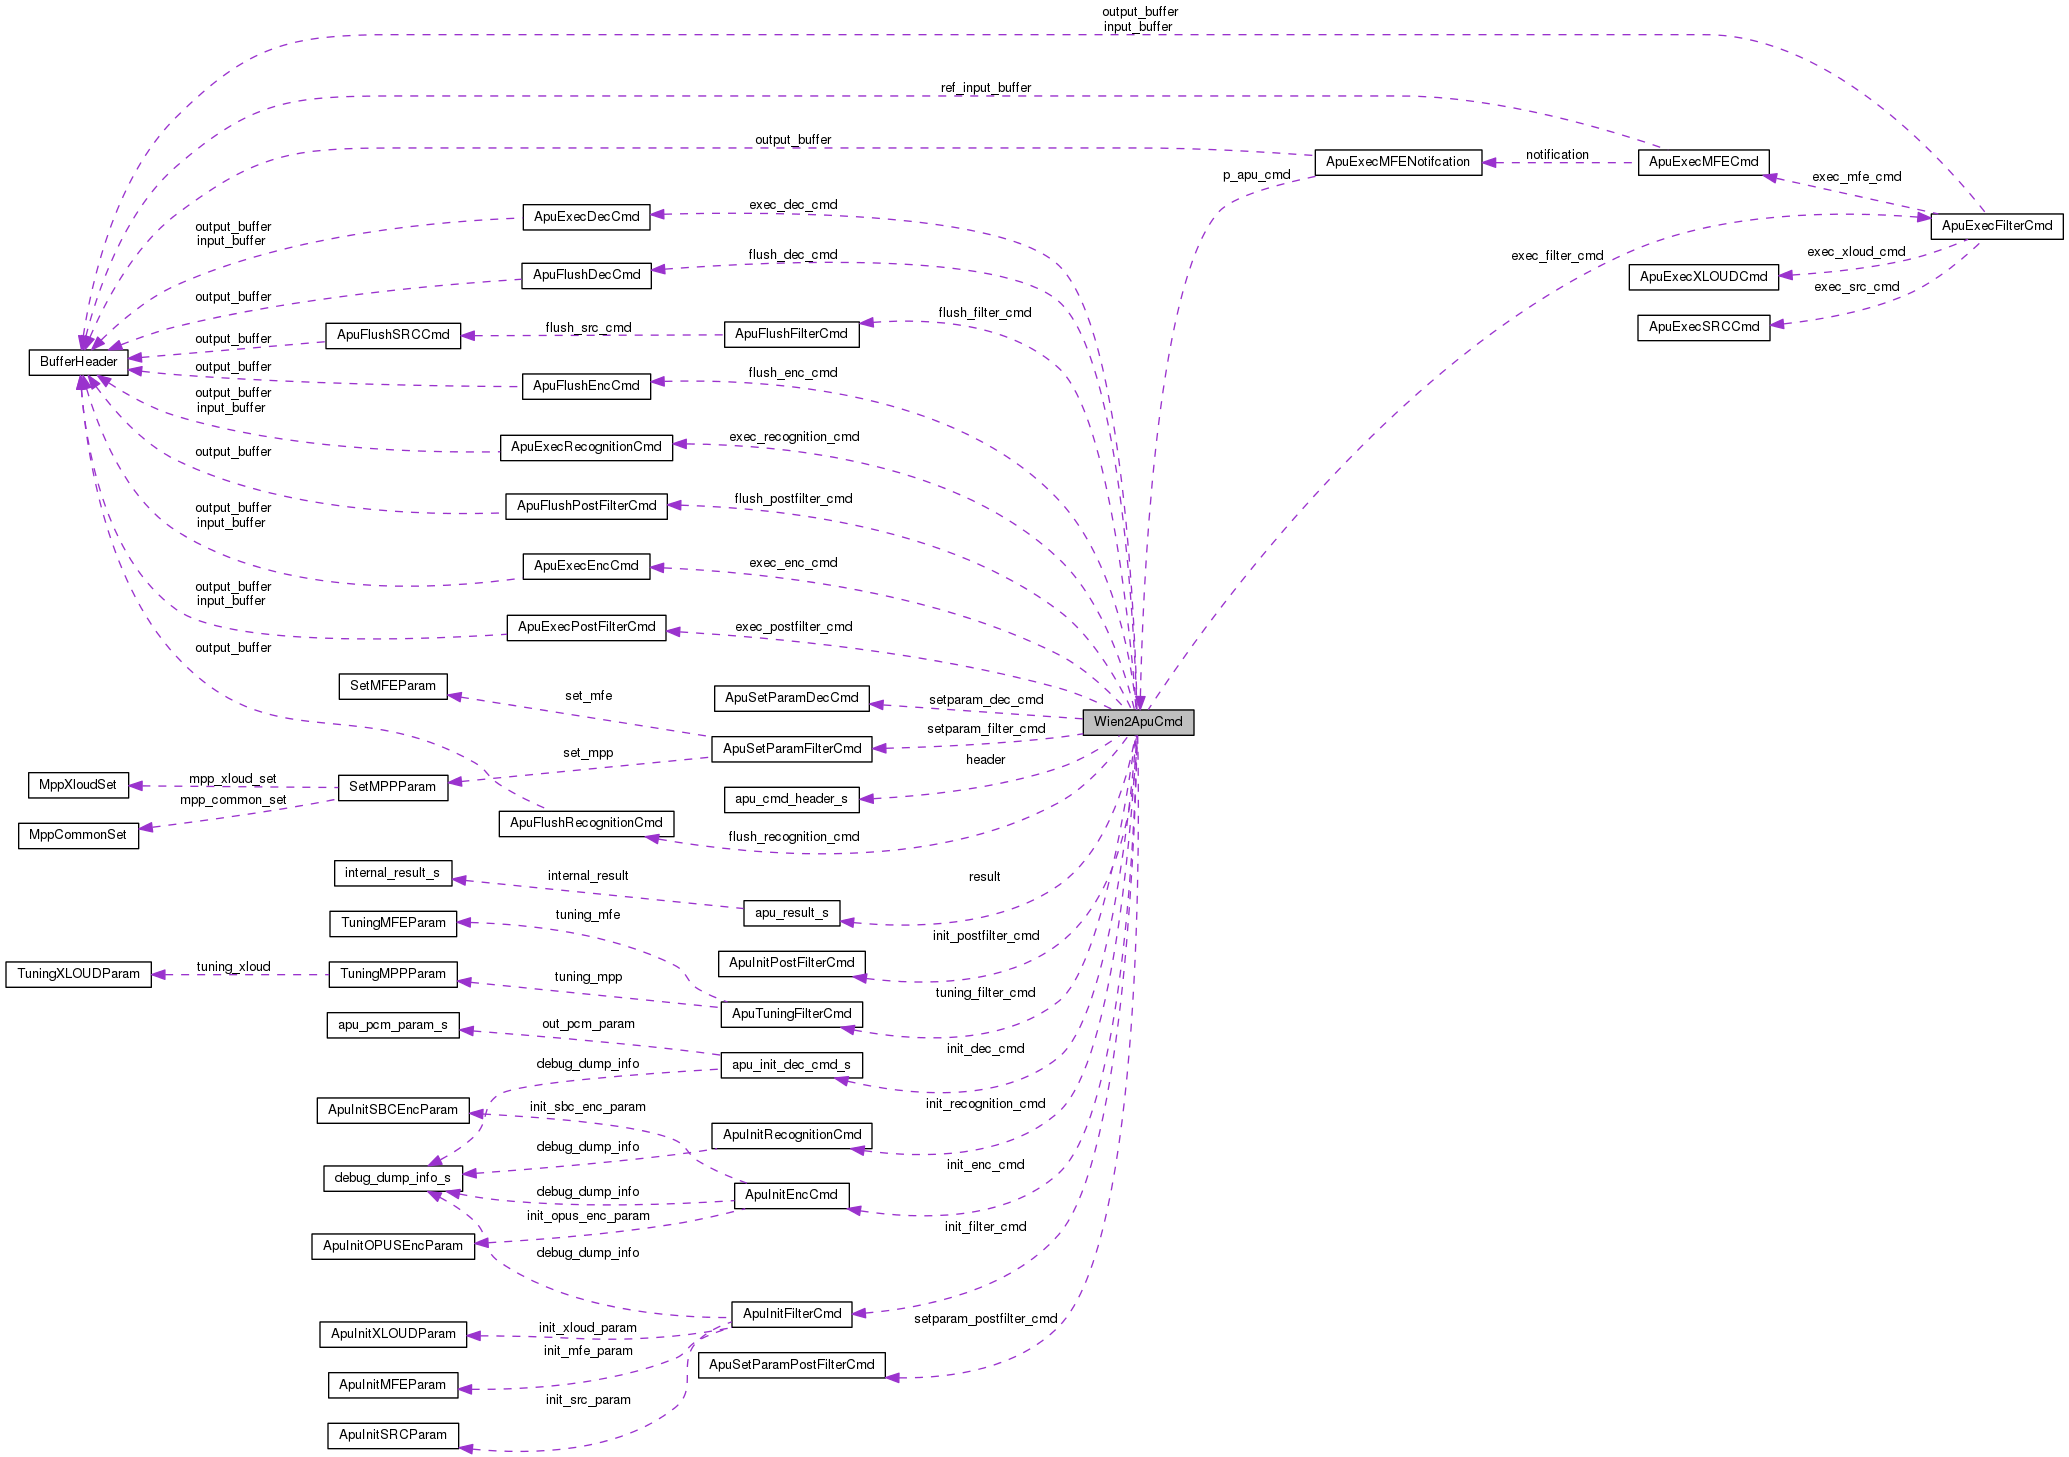 output_buffer
input_buffer
ref_input_buffer
output_buffer
ApuExecMFENotifcation
notification
ApuExecMFECmd
p_apu_cmd
exec_mfe_cmd
exec_dec_cmd
ApuExecDecCmd
output_buffer
input_buffer
ApuExecFilterCmd
exec_filter_cmd
exec_xloud_cmd
flush_dec_cmd
ApuFlushDecCmd
ApuExecXLOUDCmd
exec_src_cmd
output_buffer
flush_filter_cmd
ApuExecSRCCmd
ApuFlushSRCCmd
flush_src_cmd
ApuFlushFilterCmd
output_buffer
BufferHeader
output_buffer
flush_enc_cmd
ApuFlushEncCmd
output_buffer
input_buffer
exec_recognition_cmd
ApuExecRecognitionCmd
output_buffer
flush_postfilter_cmd
ApuFlushPostFilterCmd
output_buffer
input_buffer
exec_enc_cmd
ApuExecEncCmd
output_buffer
input_buffer
exec_postfilter_cmd
ApuExecPostFilterCmd
output_buffer
SetMFEParam
set_mfe
ApuSetParamDecCmd
setparam_dec_cmd
Wien2ApuCmd
setparam_filter_cmd
ApuSetParamFilterCmd
set_mpp
header
mpp_xloud_set
MppXloudSet
SetMPPParam
mpp_common_set
apu_cmd_header_s
MppCommonSet
ApuFlushRecognitionCmd
flush_recognition_cmd
internal_result_s
internal_result
result
apu_result_s
TuningMFEParam
tuning_mfe
init_postfilter_cmd
ApuInitPostFilterCmd
TuningXLOUDParam
tuning_xloud
TuningMPPParam
tuning_mpp
tuning_filter_cmd
ApuTuningFilterCmd
apu_pcm_param_s
out_pcm_param
init_dec_cmd
debug_dump_info
apu_init_dec_cmd_s
ApuInitSBCEncParam
init_sbc_enc_param
init_recognition_cmd
ApuInitRecognitionCmd
debug_dump_info
init_enc_cmd
debug_dump_info_s
debug_dump_info
ApuInitEncCmd
init_opus_enc_param
init_filter_cmd
ApuInitOPUSEncParam
debug_dump_info
ApuInitFilterCmd
setparam_postfilter_cmd
ApuInitXLOUDParam
init_xloud_param
init_mfe_param
ApuSetParamPostFilterCmd
ApuInitMFEParam
init_src_param
ApuInitSRCParam